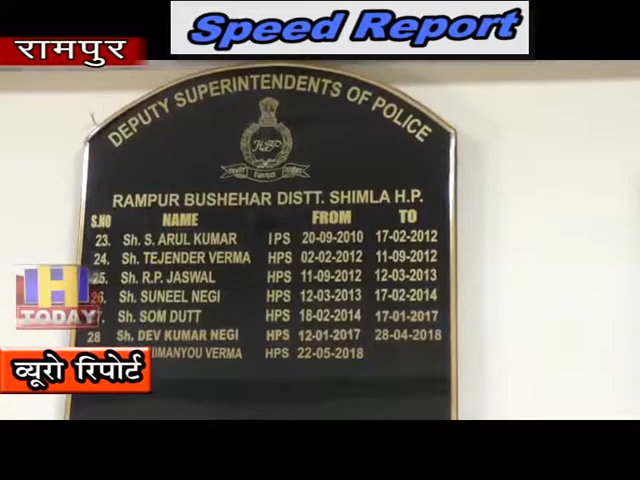 Speed Report
रामपुर
DEPUTY SUPERINTENDENTS OF POLICE
RAMPUR BUSHEHAR DISTT. SHIMLA H.P.
S.NO NAME FROM TO
23. Sh. S. ARUL KUMAR IPS 20-09-2010 17-02-2012
24. Sh. TEJENDER VERMA HPS 02-02-2012 11-09-2012
25. Sh. R.P. JASWAL HPS 11-09-2012 12-03-2013
26. Sh. SUNEEL NEGI HPS 12-03-2013 17-02-2014
Sh. SOM DUTT HPS 18-02-2014 17-01-2017
28 Sh. DEV KUMAR NEGI HPS 12-01-2017 28-04-2018
IMANYOU VERMA HPS 22-05-2018
H
TODAY
ब्यूरो रिपोर्ट